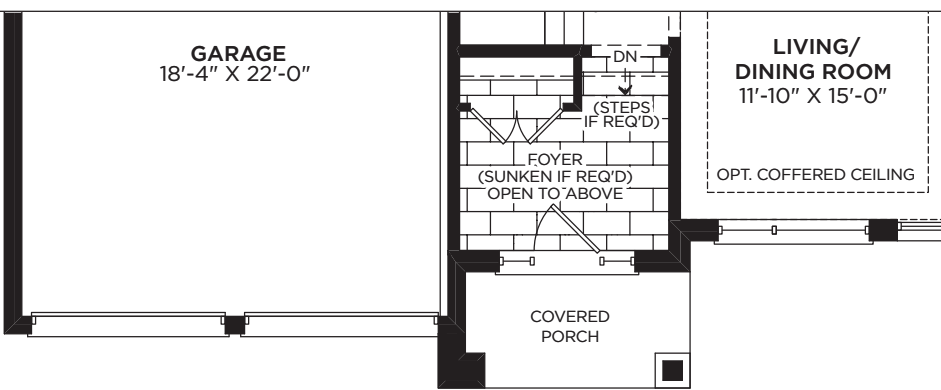 GARAGE
18'-4" X 22'-0"
DN
(STEPS
IF REQ'D)
FOYER
(SUNKEN IF REQ'D)
OPEN TO ABOVE
LIVING/
DINING ROOM
11'-10" X 15'-0"
OPT. COFFERED CEILING
COVERED
PORCH